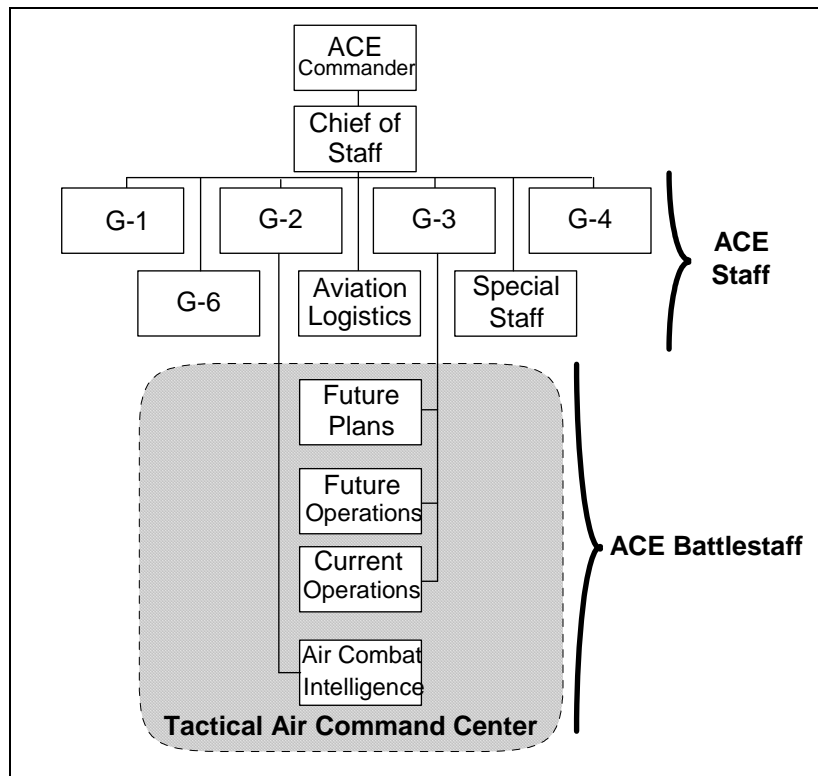 ACE
Commander
Chief of
Staff
G-1
G-2
G-3
G-4
ACE
Staff
G-6
Aviation
Logistics
Special
Staff
Future
Plans
Future
Operations
Current
Operations
ACE Battlestaff
Air Combat
Intelligence
Tactical Air Command Center